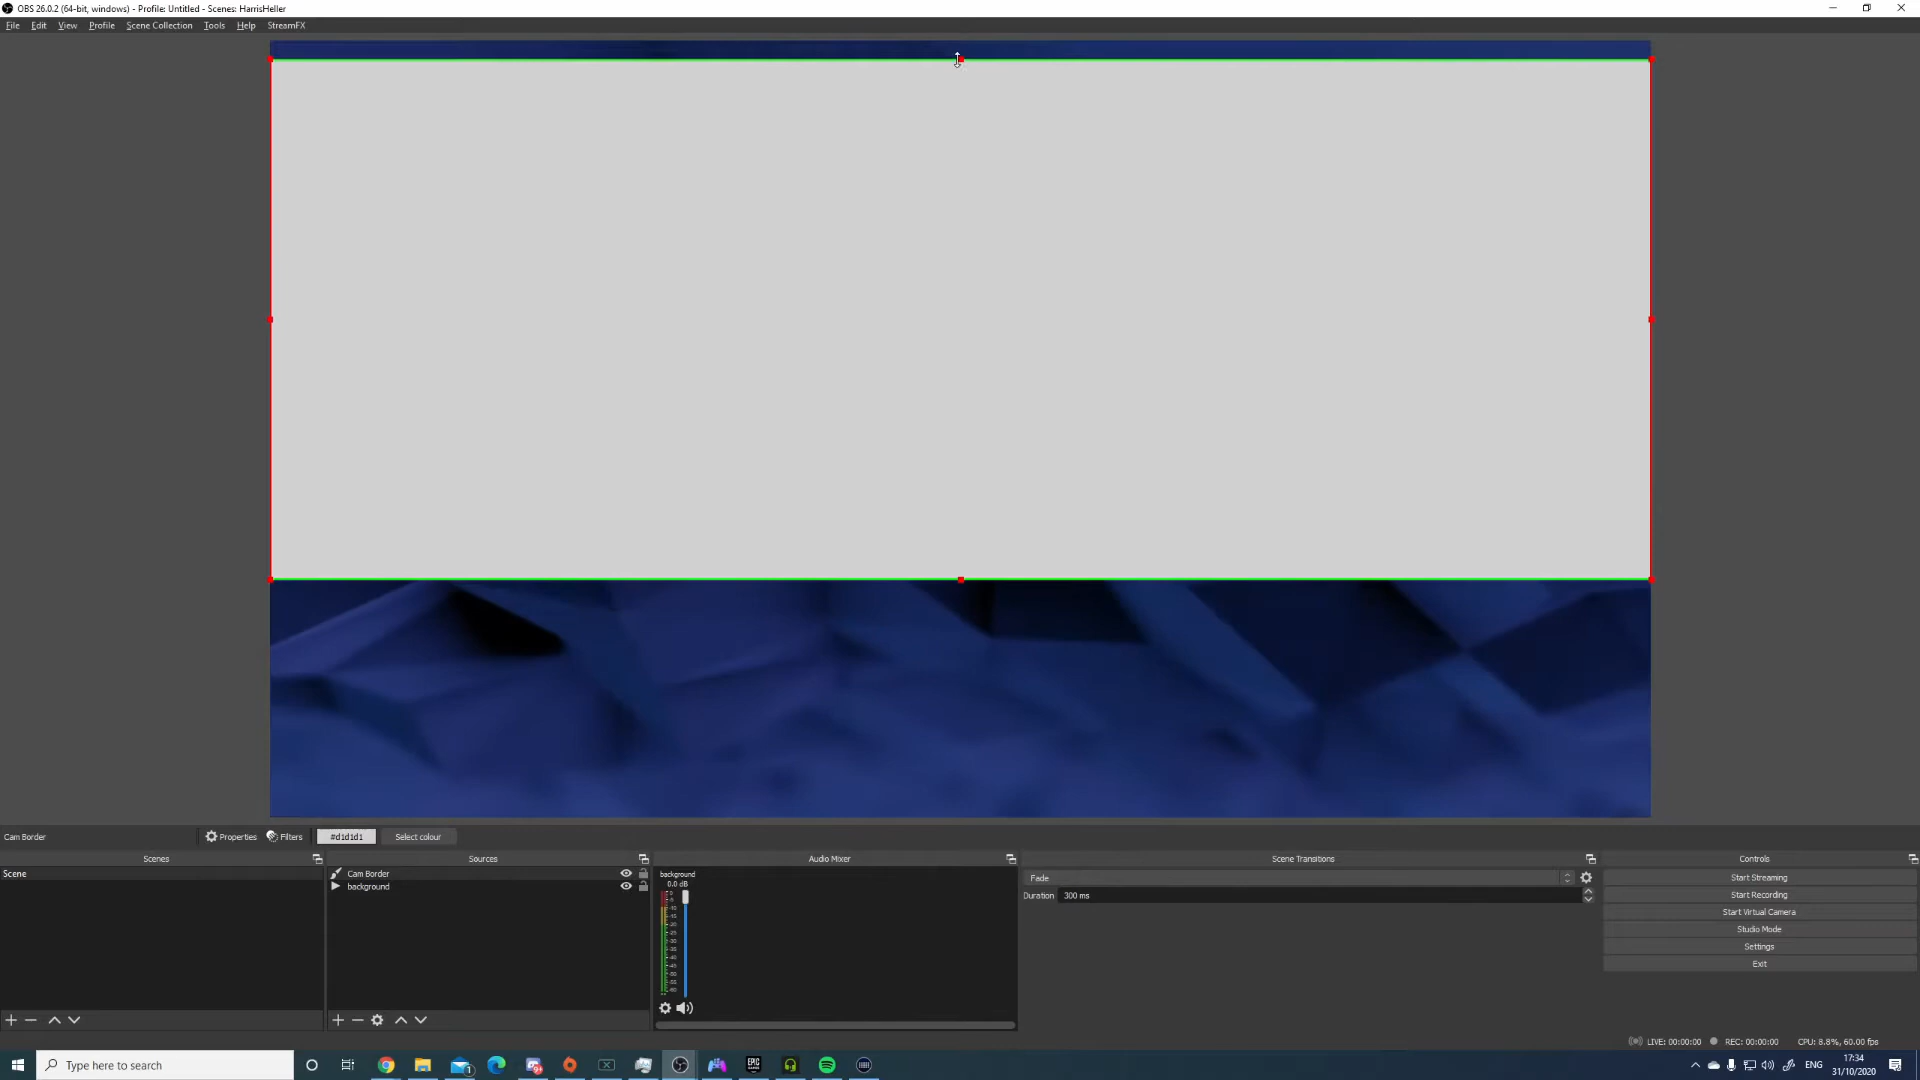 OBS 26.0.2 (64-bit, windows) - Profile: Untitled - Scenes: HarrisHeller
File Edit View Profile Scene Collection Tools Help StreamFX
Cam Border Properties Filters #d1d1d1 Select colour
Scenes Sources Audio Mixer Scene Transitions Controls
Scene
Cam Border
background
background
0.0 dB
Fade
Duration 300 ms
Start Streaming
Start Recording
Start Virtual Camera
Studio Mode
Settings
Exit
LIVE: 00:00:00 REC: 00:00:00 CPU: 8.8%, 60.00 fps
Type here to search
ENG
17:34
31/10/2020